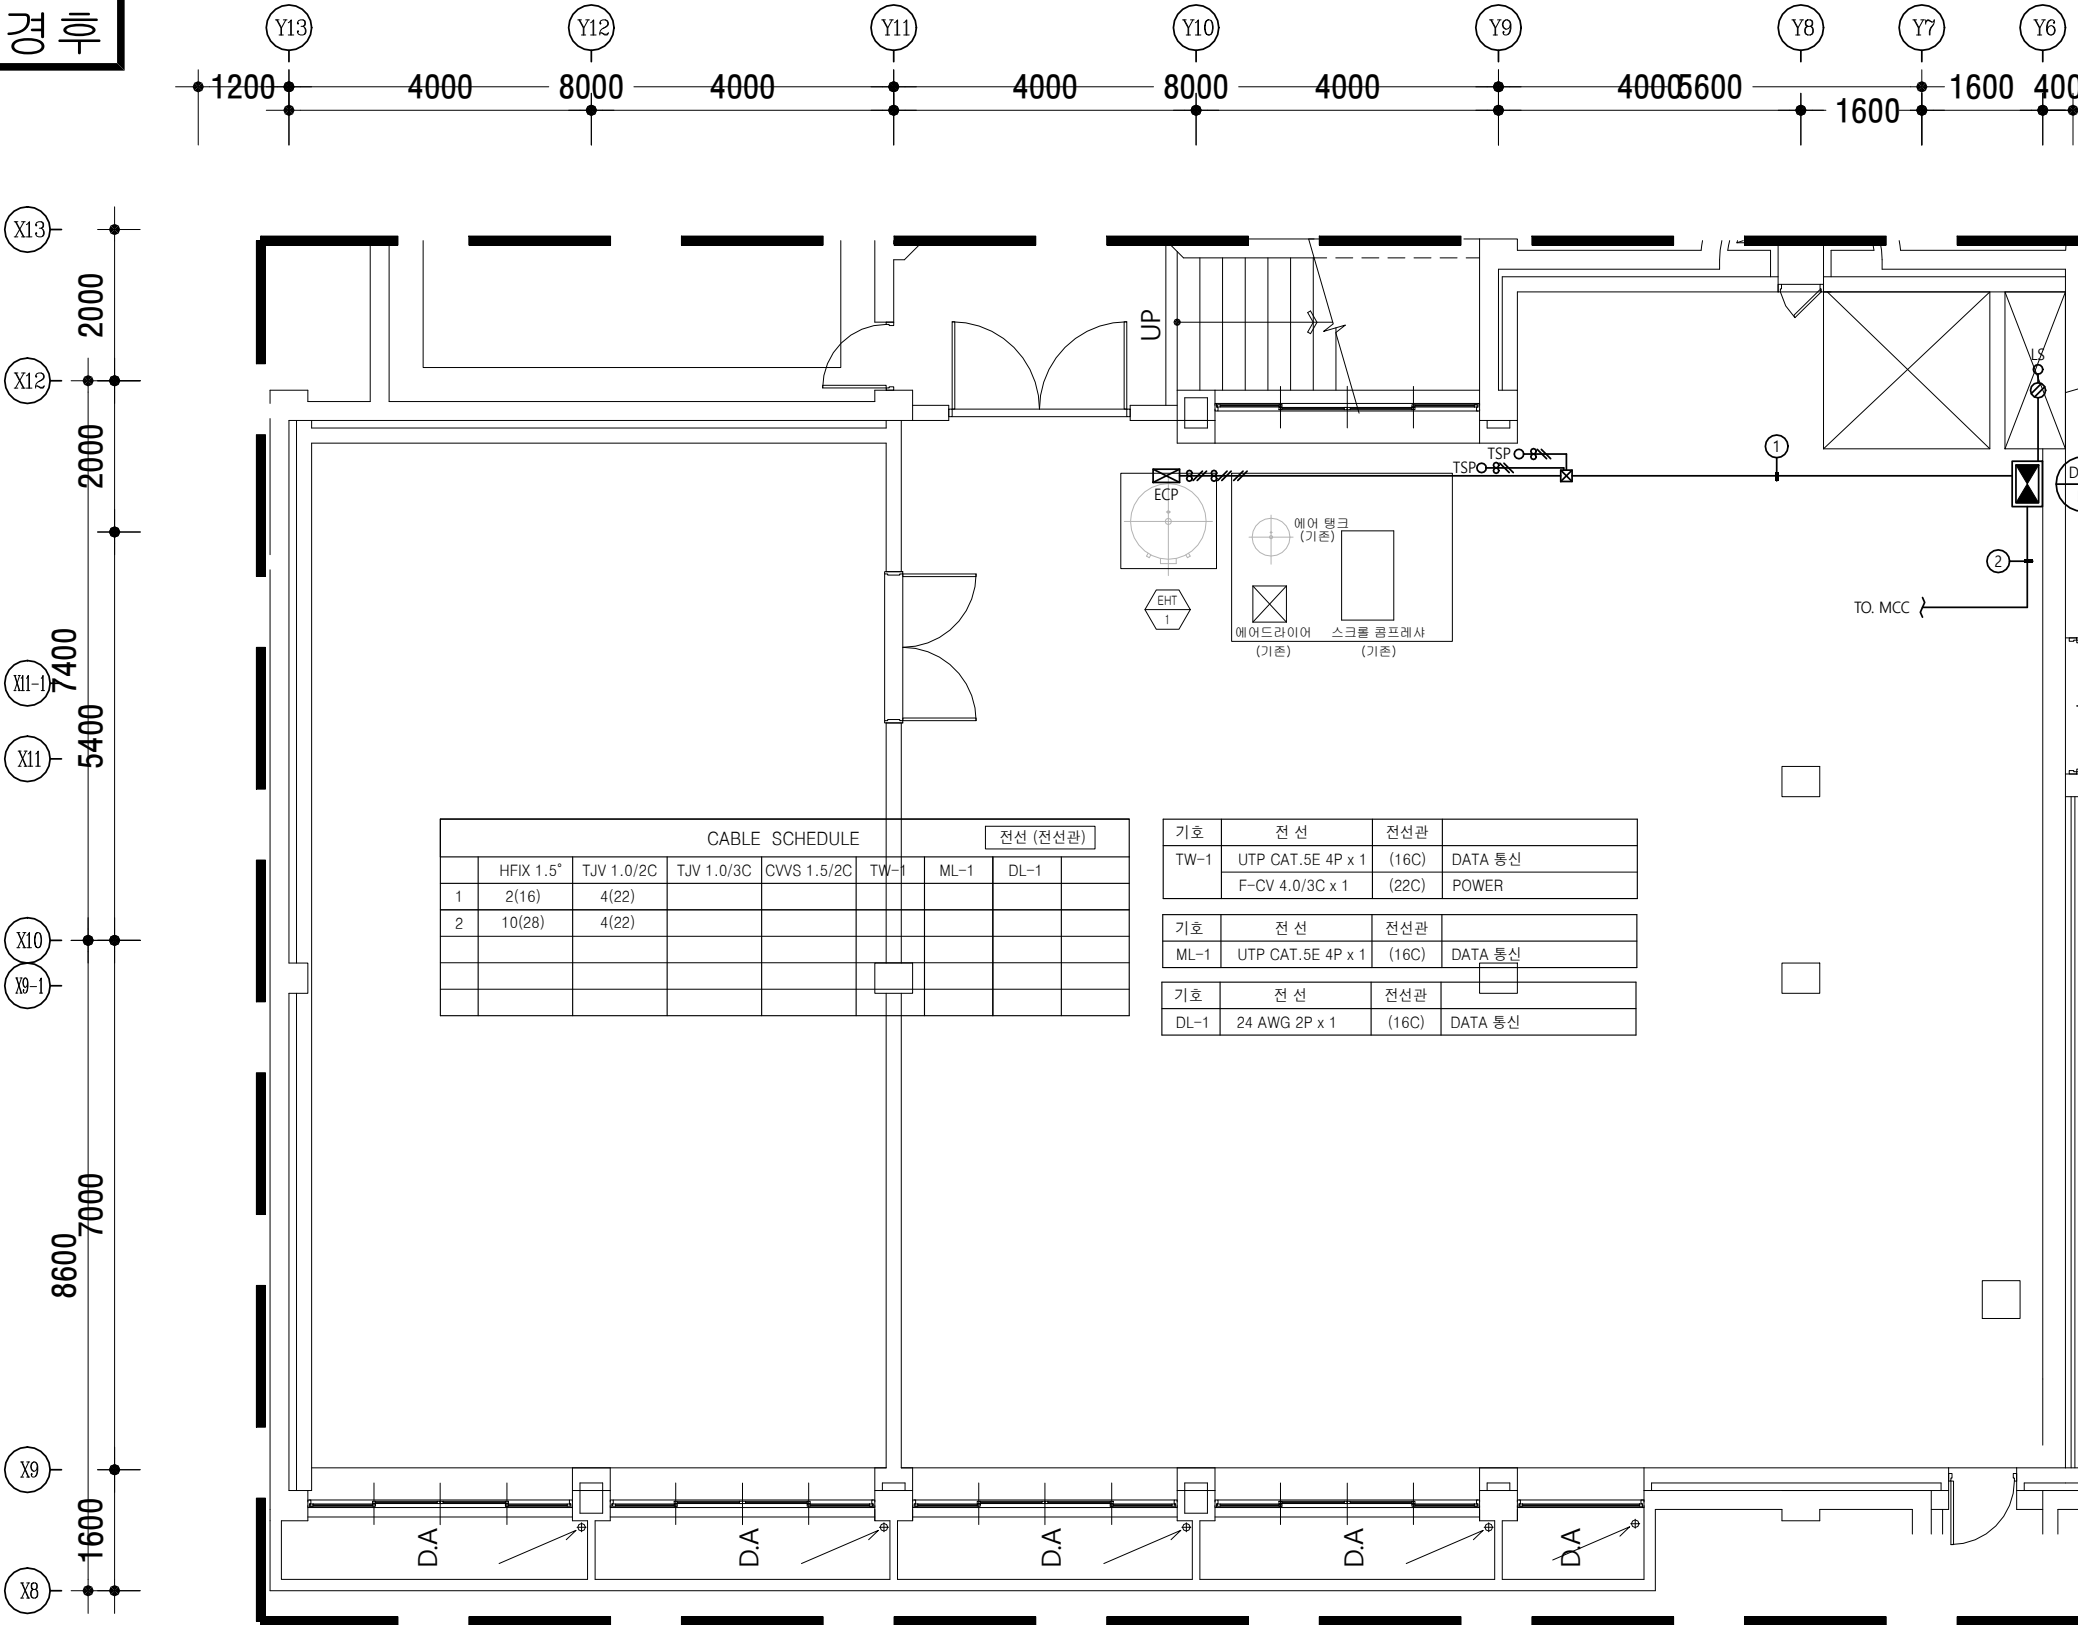 경후
Y13 Y12 Y11 Y10 Y9 Y8 Y7 Y6
1200 4000 8000 4000 4000 8000 4000 4000 5600 1600 400
1600
X13
2000
X12
2000
7400
X11-1
5400
X11
X10
X9-1
7000
8600
X9
1600
X8
UP
LS
1
TSP
TSP
ECP
에어 탱크
(기존)
2
EHT
1
TO. MCC
에어드라이어 스크롤 콤프레샤
(기존) (기존)
CABLE SCHEDULE 전선 (전선관)
HFIX 1.5° TJV 1.0/2C TJV 1.0/3C CVVS 1.5/2C TW-1 ML-1 DL-1
1 2(16) 4(22)
2 10(28) 4(22)
기호 전 선 전선관
TW-1 UTP CAT.5E 4P x 1 (16C) DATA 통신
F-CV 4.0/3C x 1 (22C) POWER
기호 전 선 전선관
ML-1 UTP CAT.5E 4P x 1 (16C) DATA 통신
기호 전 선 전선관
DL-1 24 AWG 2P x 1 (16C) DATA 통신
D.A D.A D.A D.A D.A